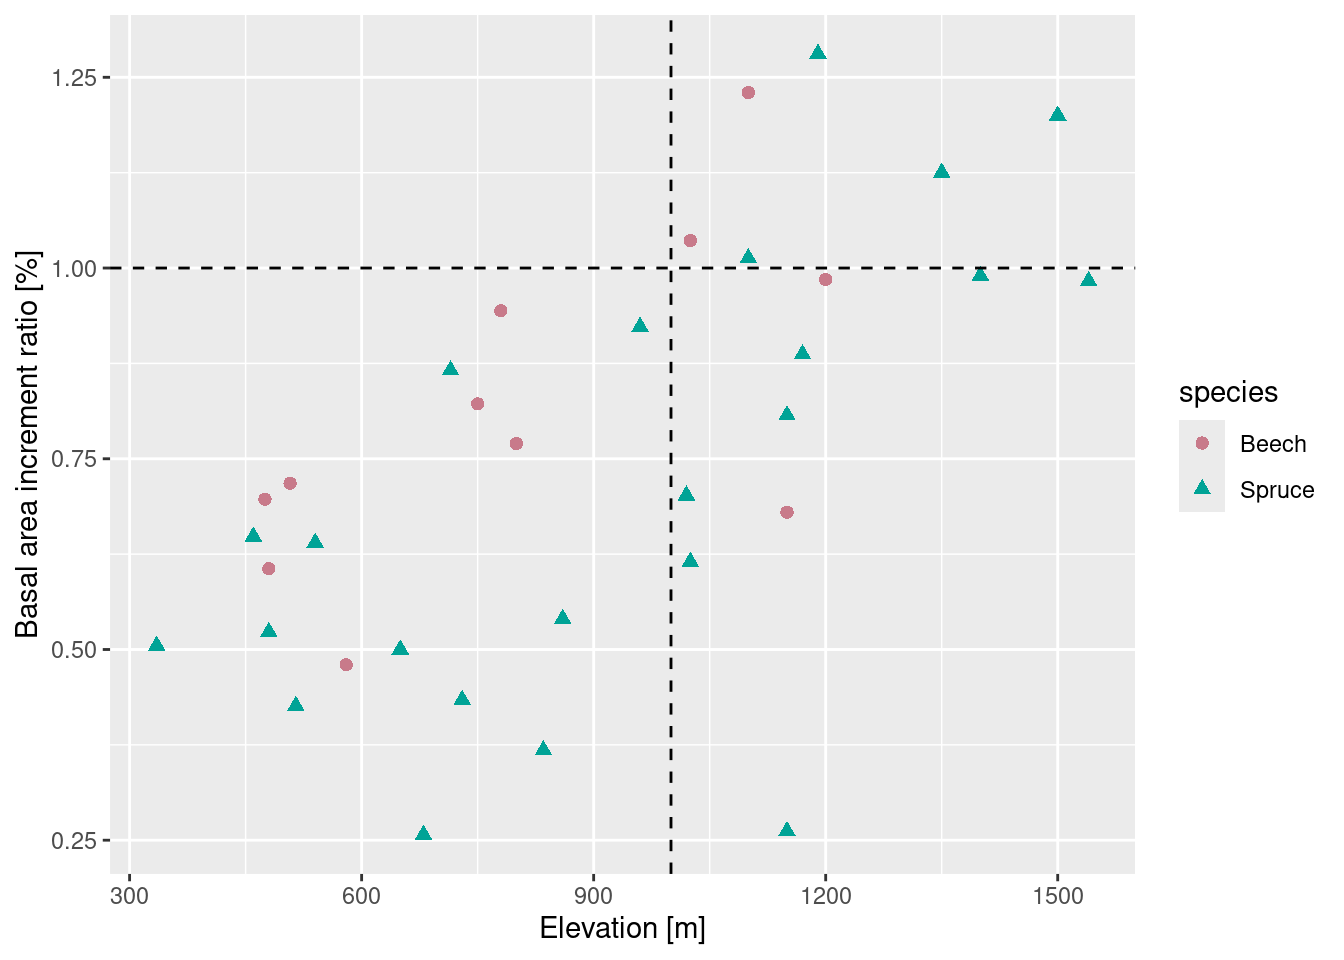 Basal area increment ratio [%]
1.25
1.00
0.75
0.50
0.25
300 600 900 1200 1500
Elevation [m]
species
Beech
Spruce